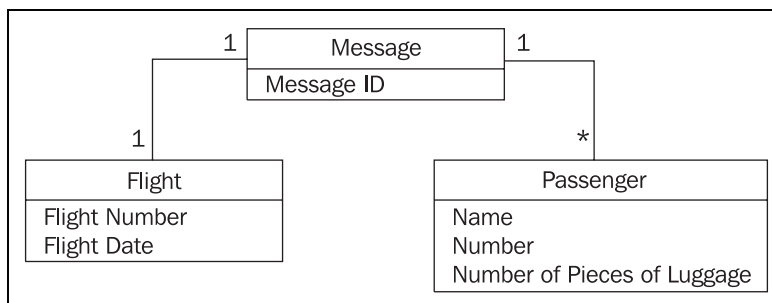 1 Message 1
Message ID
1 *
Flight
Flight Number
Flight Date
Passenger
Name
Number
Number of Pieces of Luggage